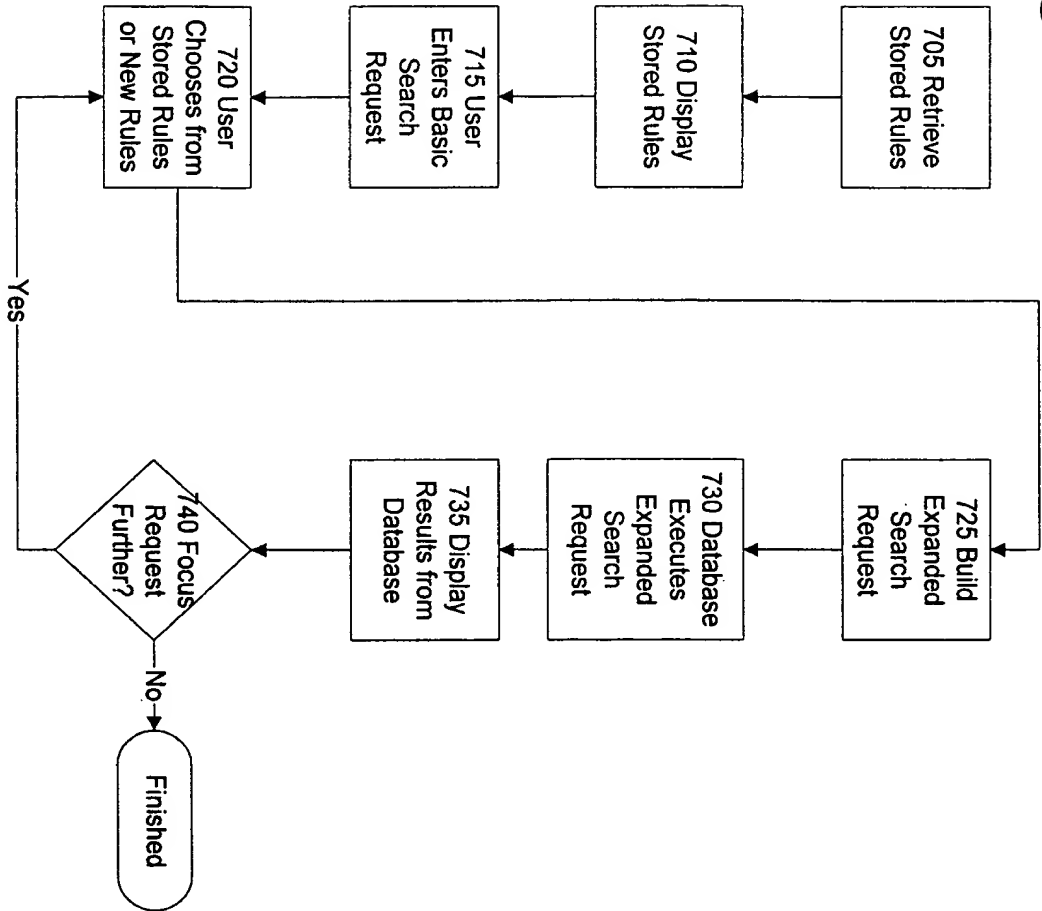 705 Retrieve
Stored Rules
710 Display
Stored Rules
715 User
Enters Basic
Search
Request
720 User
Chooses from
Stored Rules
or New Rules
725 Build
Expanded
Search
Request
730 Database
Executes
Expanded
Search
Request
735 Display
Results from
Database
740 Focus
Request
Further?
Yes
No
Finished